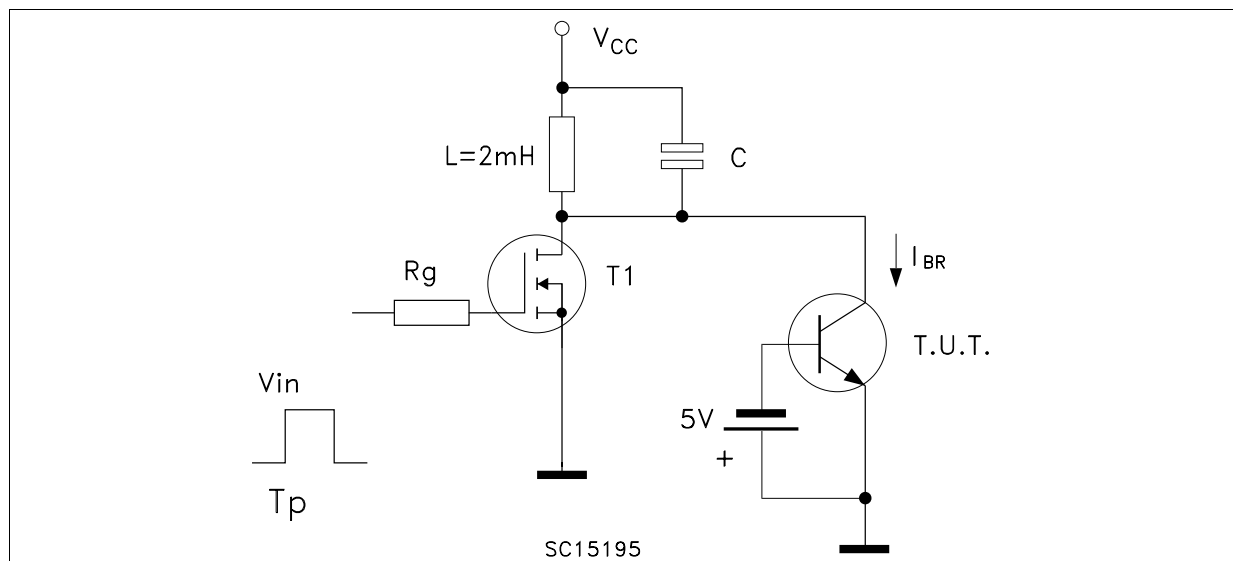 VCC
L=2mH
C
IBR
Rg
T1
T.U.T.
Vin
5V
+
Tp
SC15195